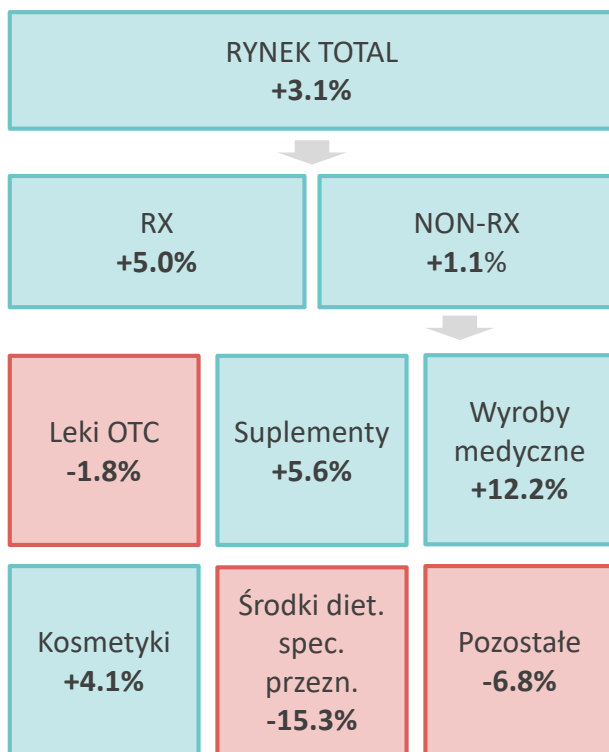 RYNEK TOTAL
+3.1%
RX
+5.0%
NON-RX
+1.1%
Leki OTC
-1.8%
Suplementy
+5.6%
Wyroby
medyczne
+12.2%
Kosmetyki
+4.1%
Środki diet.
spec.
przezn.
-15.3%
Pozostałe
-6.8%